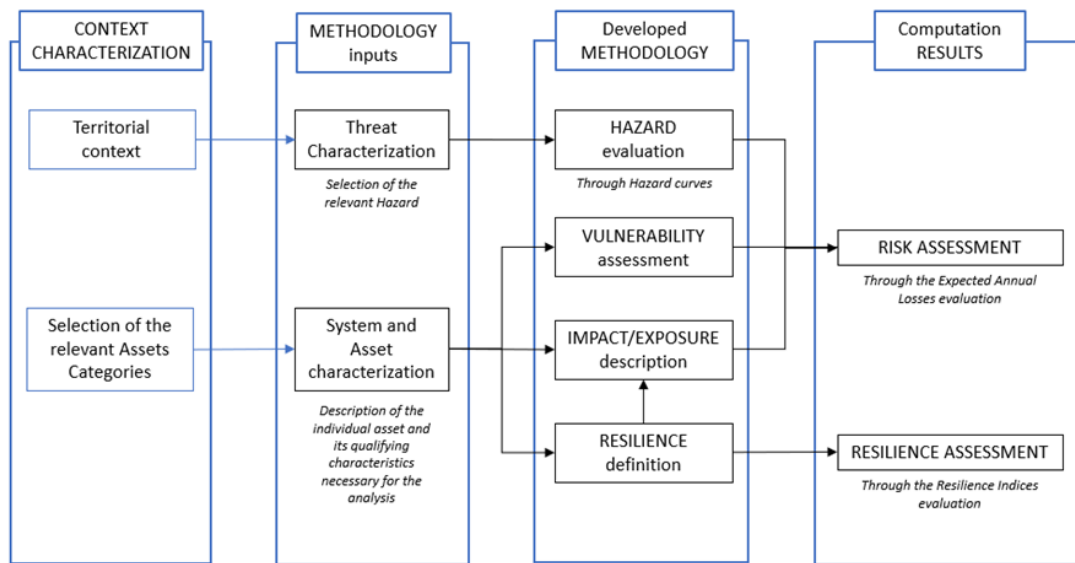 CONTEXT
CHARACTERIZATION
Territorial
context
Selection of the
relevant Assets
Categories
METHODOLOGY
inputs
Threat
Characterization
Selection of the
relevant Hazard
System and
Asset
characterization
Description of the
individual asset and
its qualifying
characteristics
necessary for the
analysis
Developed
METHODOLOGY
HAZARD
evaluation
Through Hazard curves
VULNERABILITY
assessment
IMPACT/EXPOSURE
description
RESILIENCE
definition
Computation
RESULTS
RISK ASSESSMENT
Through the Expected Annual
Losses evaluation
RESILIENCE ASSESSMENT
Through the Resilience Indices
evaluation